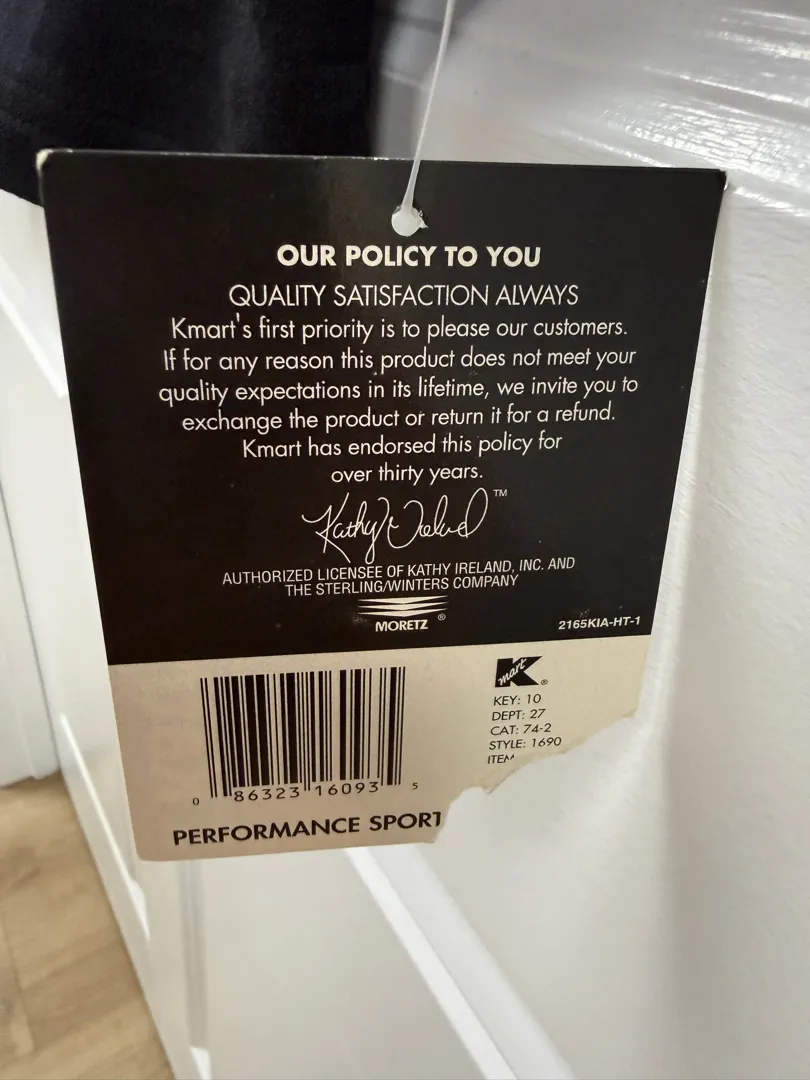 OUR POLICY TO YOU
QUALITY SATISFACTION ALWAYS
Kmart's first priority is to please our customers.
If for any reason this product does not meet your
quality expectations in its lifetime, we invite you to
exchange the product or return it for a refund.
Kmart has endorsed this policy for
over thirty years.
Kathy Ireland ™
AUTHORIZED LICENSEE OF KATHY IRELAND, INC. AND
THE STERLING/WINTERS COMPANY
MORETZ ®
2165KIA-HT-1
K mart ®
KEY: 10
DEPT: 27
CAT: 74-2
STYLE: 1690
ITEM
0 86323 16093 5
PERFORMANCE SPORT